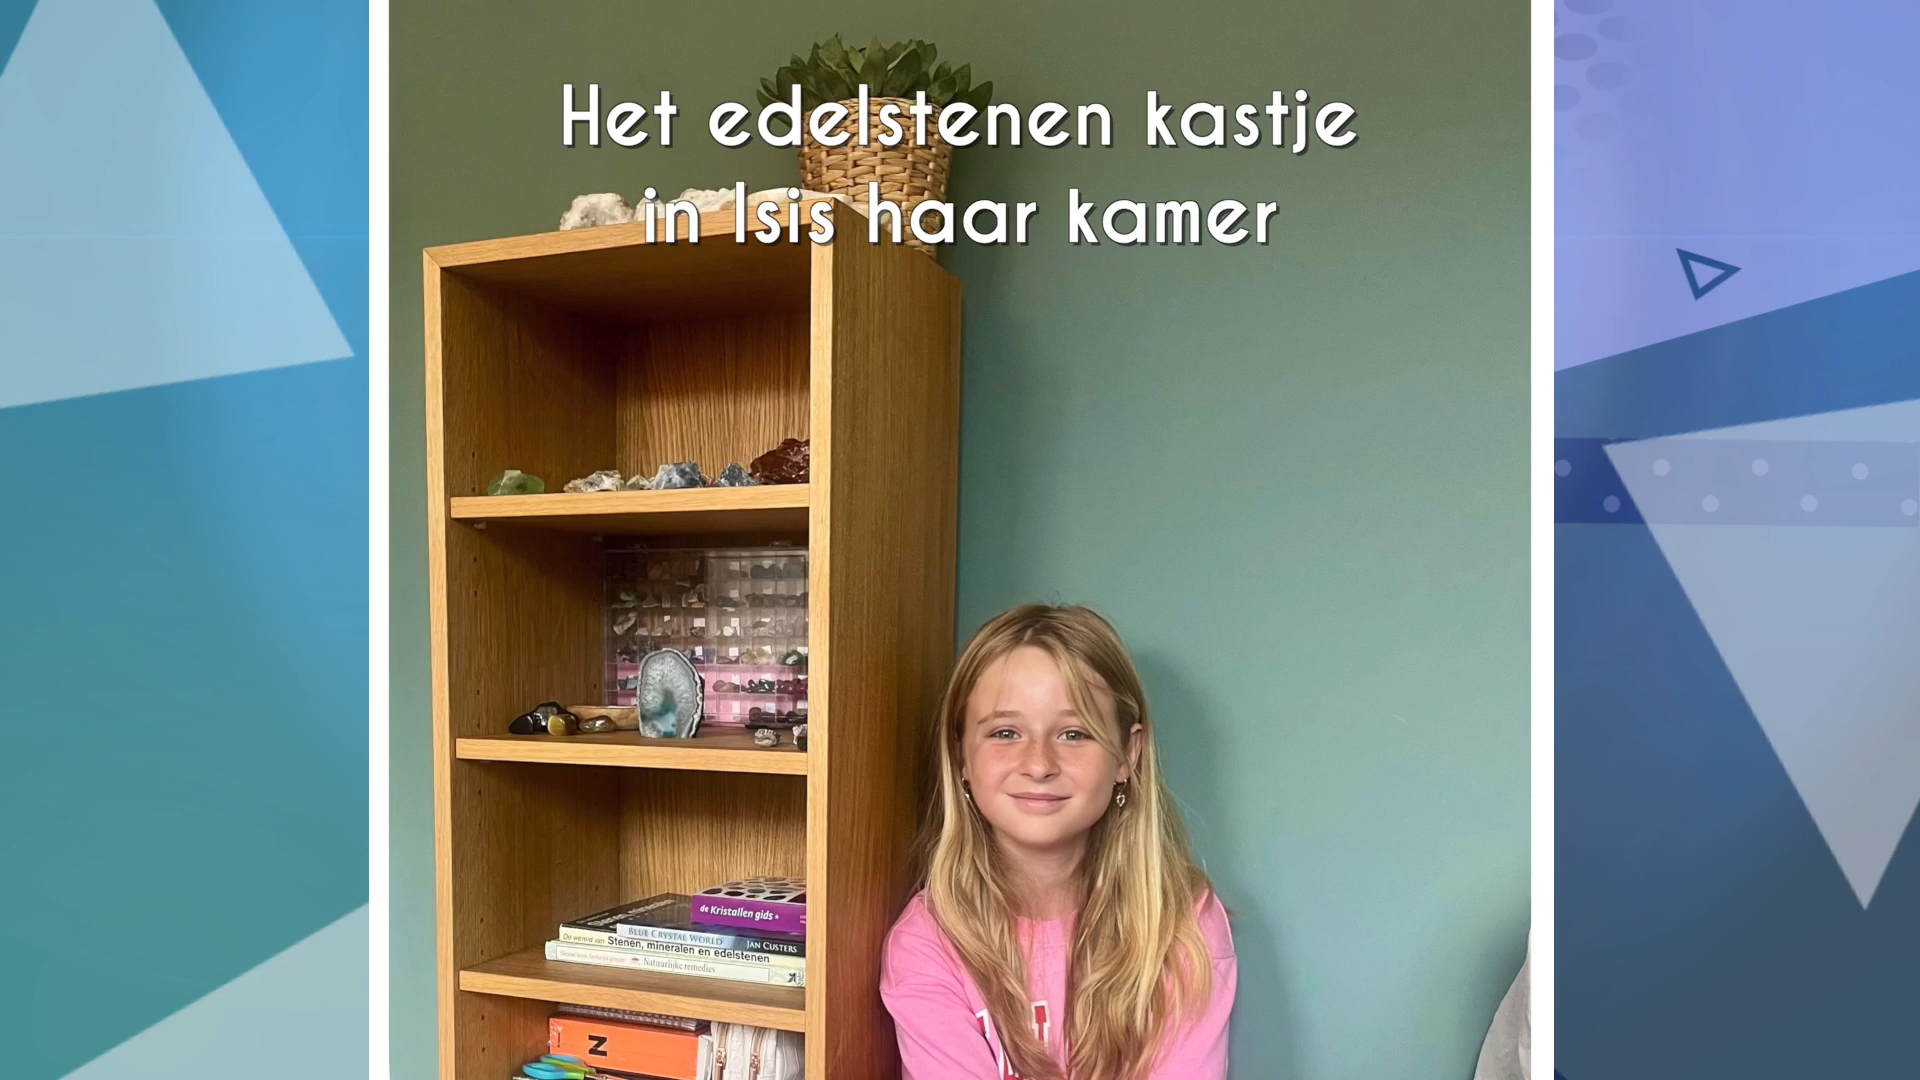 Het edelstenen kastje
in Isis haar kamer
de Kristallen gids
BLUE CRYSTAL WORLD JAN CUSTERS
De wereld van Stenen, mineralen en edelstenen
Natuurlijke remedies
N